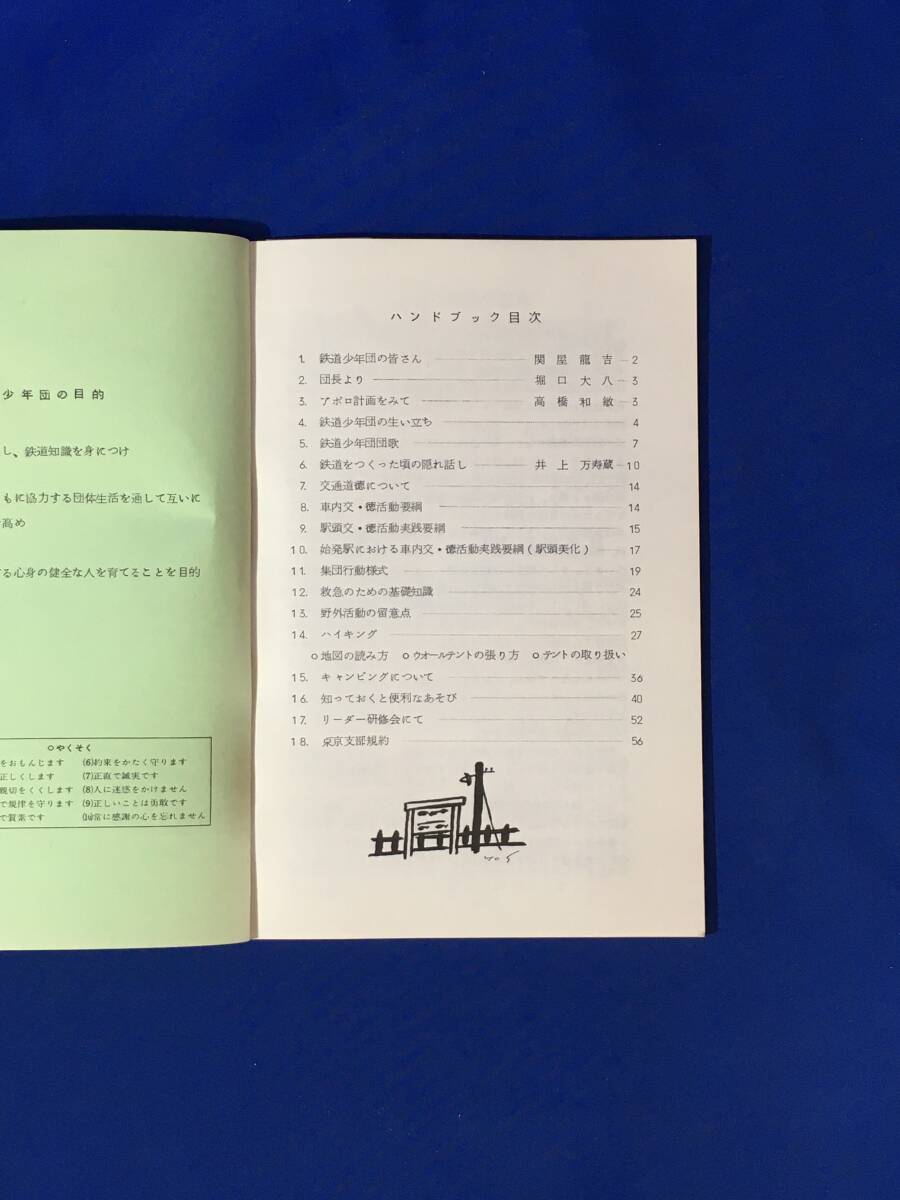 少年団の目的
し、鉄道知識を身につけ
もに協力する団体生活を通して互いに
高め
る心身の健全な人を育てることを目的
○やくそく
をおもんじます (6)約束をかたく守ります
正しくします (7)正直で誠実です
親切をくくします (8)人に迷惑をかけません
で規律を守ります (9)正しいことは勇敢です
で質素です (10)常に感謝の心を忘れません
ハンドブック目次
1. 鉄道少年団の皆さん 関屋龍吉 2
2. 団長より 堀口大八 3
3. アポロ計画をみて 高橋和敏 3
4. 鉄道少年団の生い立ち 4
5. 鉄道少年団団歌 7
6. 鉄道をつくった頃の隠れ話し 井上万寿蔵 10
7. 交通道徳について 14
8. 車内交・徳活動要綱 14
9. 駅頭交・徳活動実践要綱 15
10. 始発駅における車内交・徳活動実践要綱(駅頭美化) 17
11. 集団行動様式 19
12. 救急のための基礎知識 24
13. 野外活動の留意点 25
14. ハイキング 27
○地図の読み方 ○ウオールテントの張り方 ○テントの取り扱い
15. キャンピングについて 36
16. 知っておくと便利なあそび 40
17. リーダー研修会にて 52
18. 東京支部規約 56